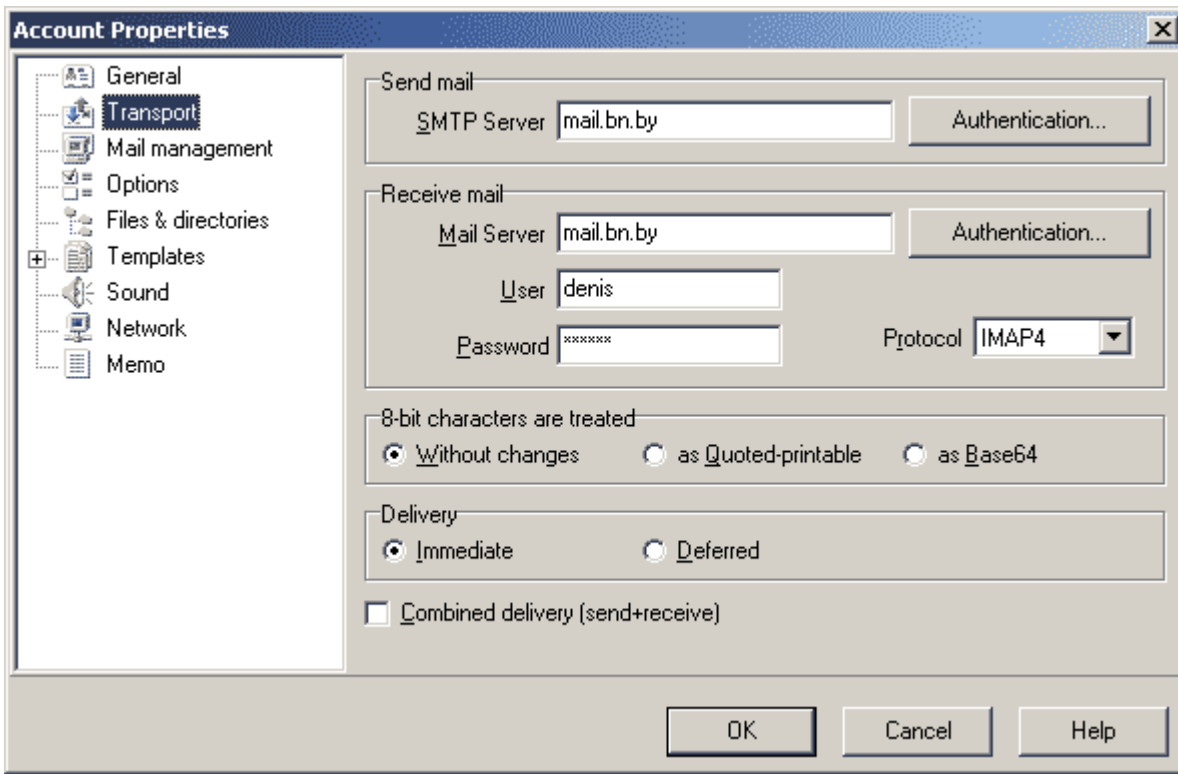 Account Properties
General
Transport
Mail management
Options
Files & directories
Templates
Sound
Network
Memo
Send mail
SMTP Server mail.bn.by Authentication...
Receive mail
Mail Server mail.bn.by Authentication...
User denis
Password ****** Protocol IMAP4
8-bit characters are treated
Without changes as Quoted-printable as Base64
Delivery
Immediate Deferred
Combined delivery (send+receive)
OK Cancel Help